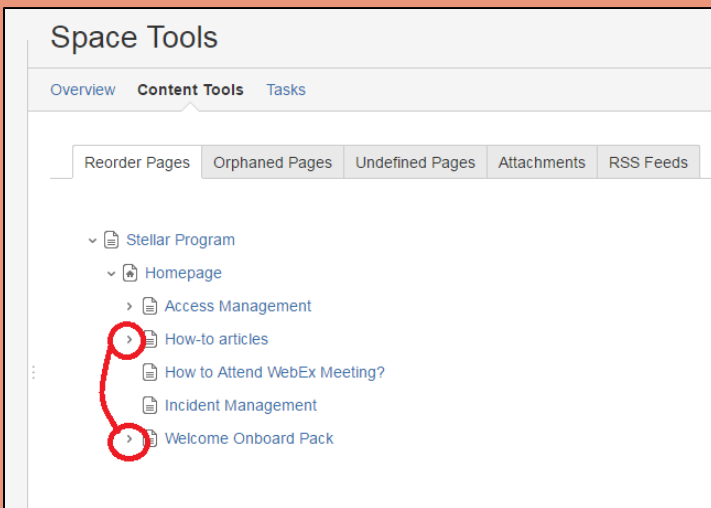 Space Tools
Overview Content Tools Tasks
Reorder Pages Orphaned Pages Undefined Pages Attachments RSS Feeds
Stellar Program
Homepage
Access Management
How-to articles
How to Attend WebEx Meeting?
Incident Management
Welcome Onboard Pack